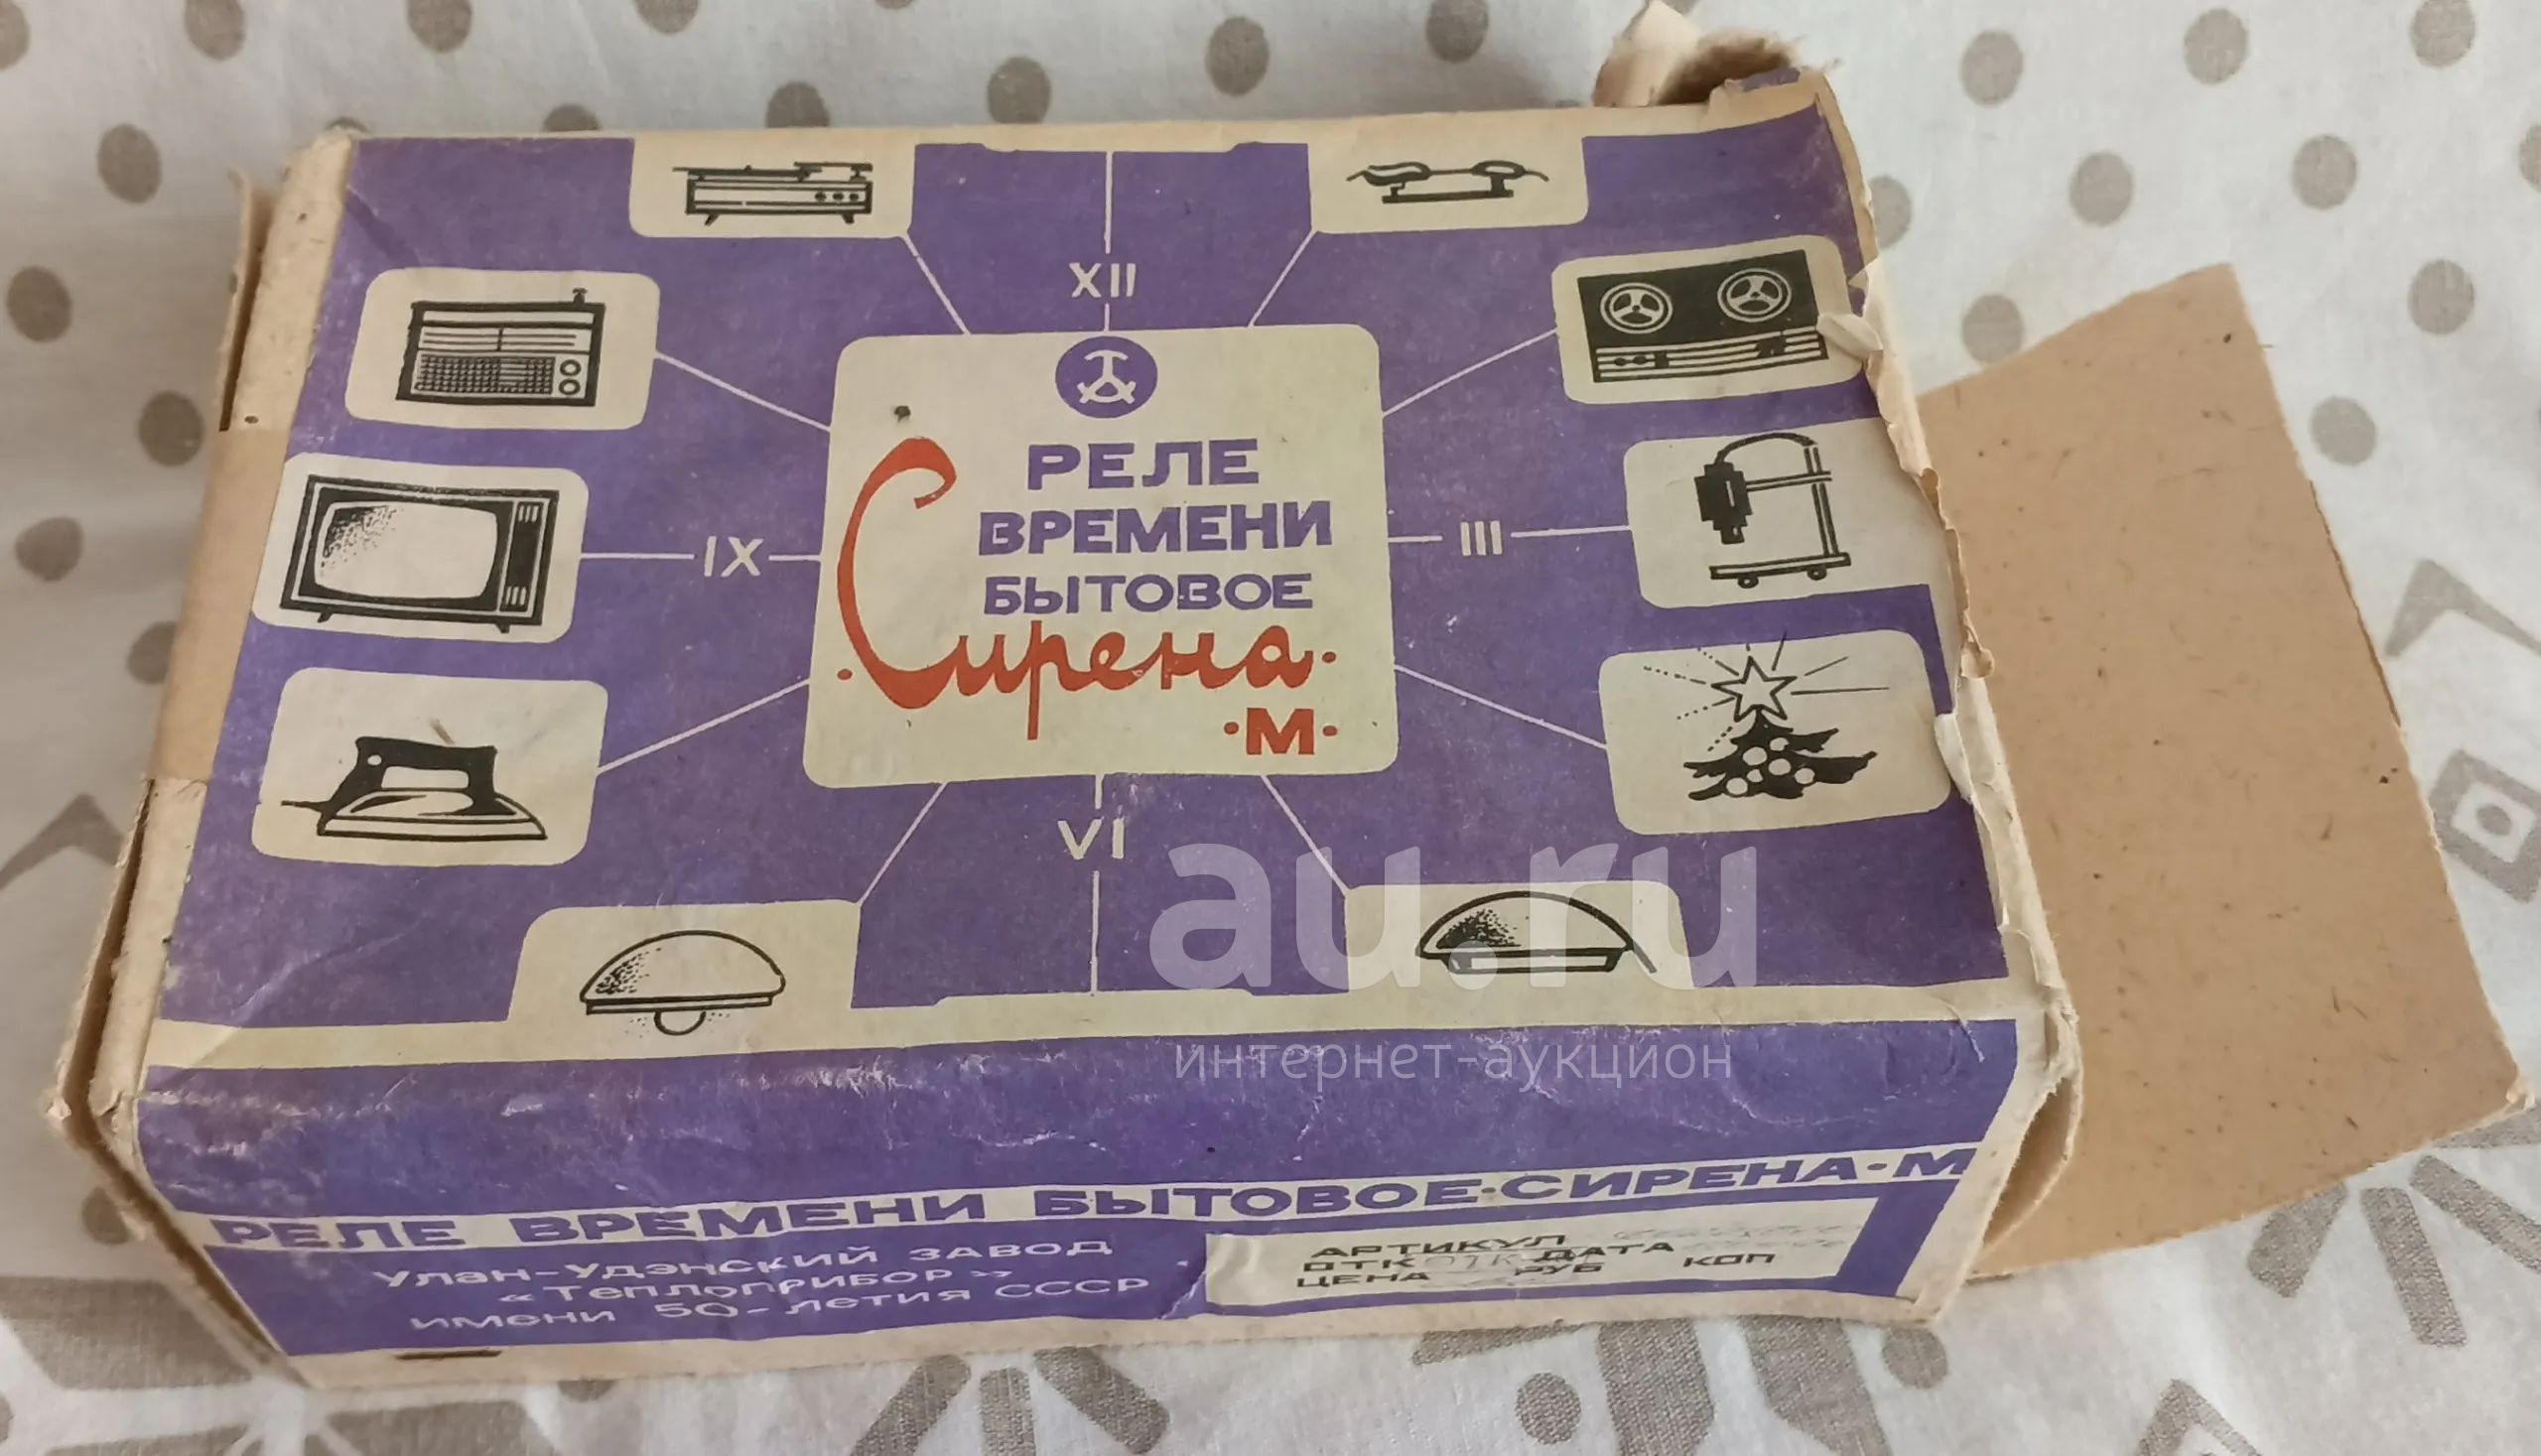 XII
РЕЛЕ
ВРЕМЕНИ
БЫТОВОЕ
·Сирена·
·М·
IX
III
VI
au.ru
интернет-аукцион
РЕЛЕ ВРЕМЕНИ БЫТОВОЕ·СИРЕНА·М
Улан-Удэнский завод
«Теплоприбор»
имени 50-летия СССР
АРТИКУЛ
ОТК ДАТА
ЦЕНА РУБ КОП